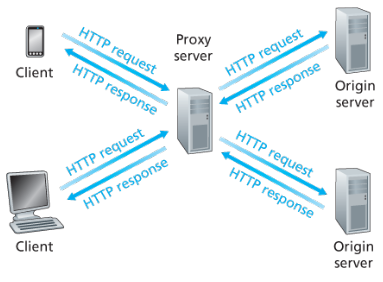 HTTP request
HTTP response
Client
Proxy
server
HTTP request
HTTP response
Origin
server
HTTP request
HTTP response
Client
HTTP request
HTTP response
Origin
server